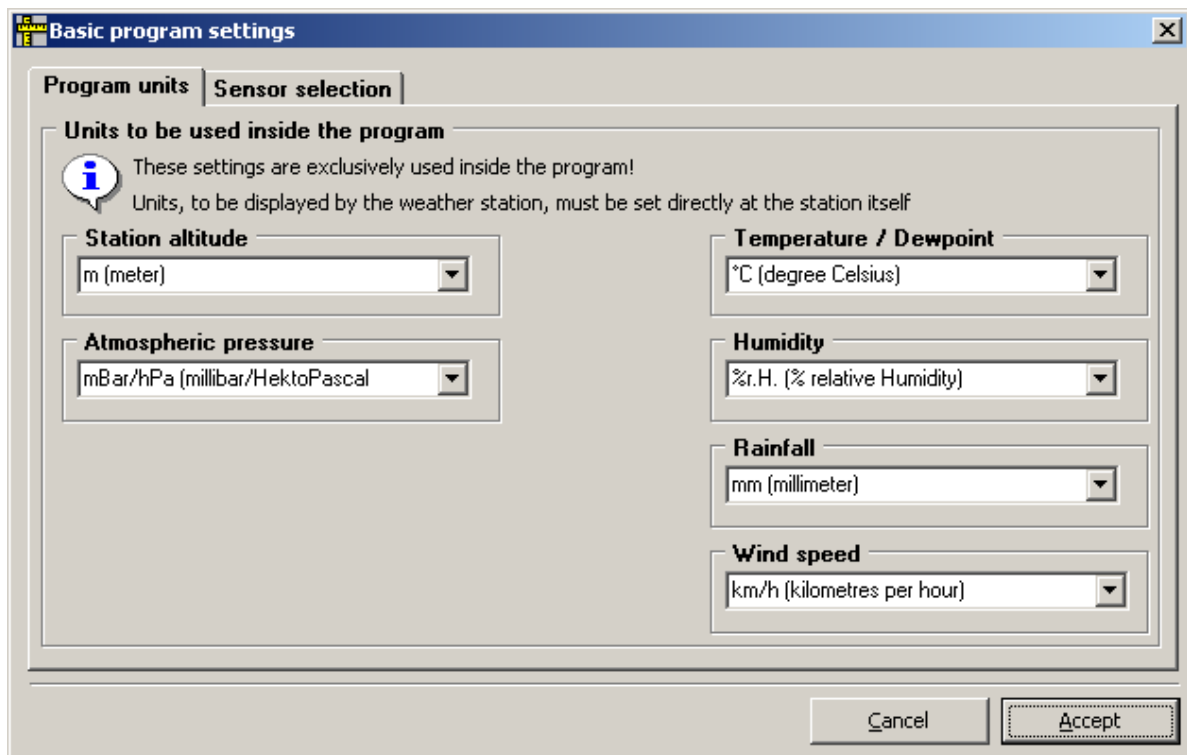 Basic program settings
Program units
Sensor selection
Units to be used inside the program
i
These settings are exclusively used inside the program!
Units, to be displayed by the weather station, must be set directly at the station itself
Station altitude
m (meter)
Atmospheric pressure
mBar/hPa (millibar/HektoPascal
Temperature / Dewpoint
°C (degree Celsius)
Humidity
%r.H. (% relative Humidity)
Rainfall
mm (millimeter)
Wind speed
km/h (kilometres per hour)
Cancel
Accept